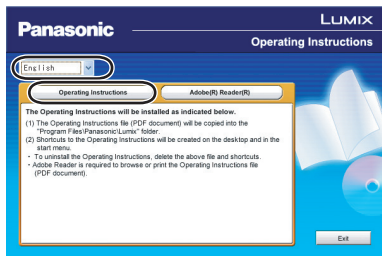 Panasonic
LUMIX
Operating Instructions
English
Operating Instructions
Adobe(R) Reader(R)
The Operating Instructions will be installed as indicated below.
(1) The Operating Instructions file (PDF document) will be copied into the
"Program Files\Panasonic\Lumix" folder.
(2) Shortcuts to the Operating Instructions will be created on the desktop and in the
start menu.
・ To uninstall the Operating Instructions, delete the above file and shortcuts.
・ Adobe Reader is required to browse or print the Operating Instructions file
(PDF document).
Exit